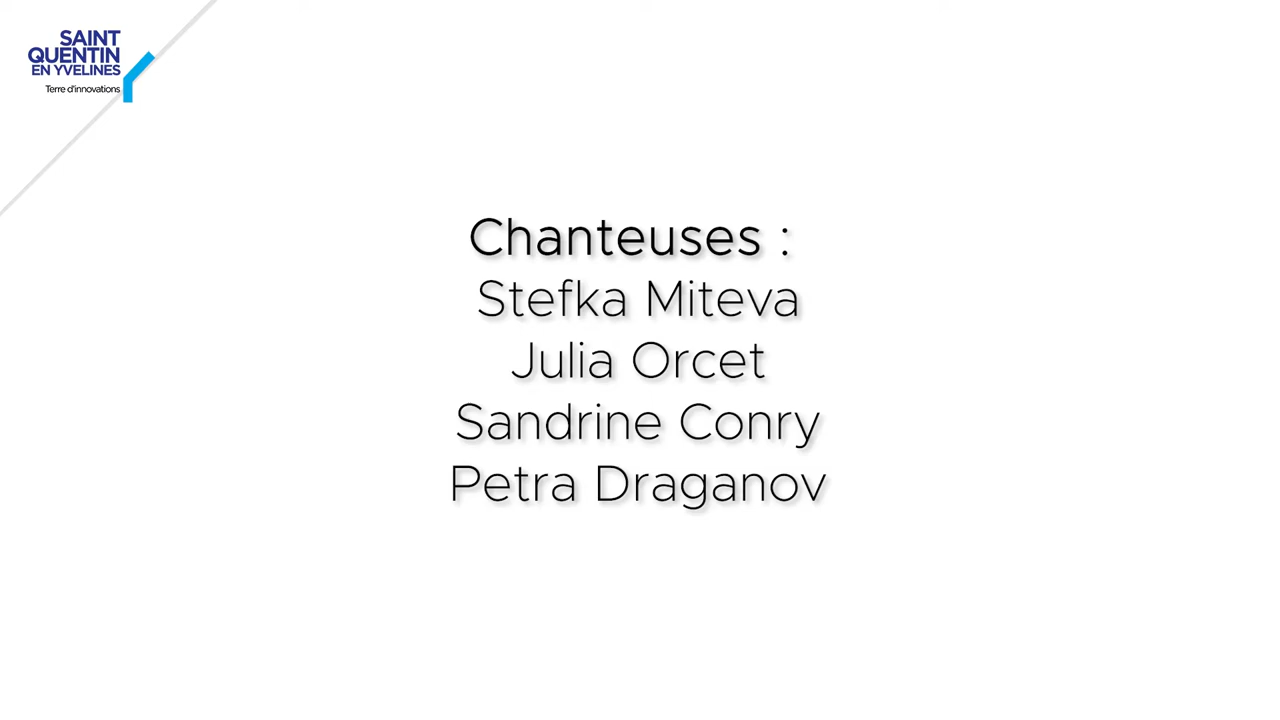 SAINT
QUENTIN
EN YVELINES
Terre d'innovations
Chanteuses :
Stefka Miteva
Julia Orcet
Sandrine Conry
Petra Draganov